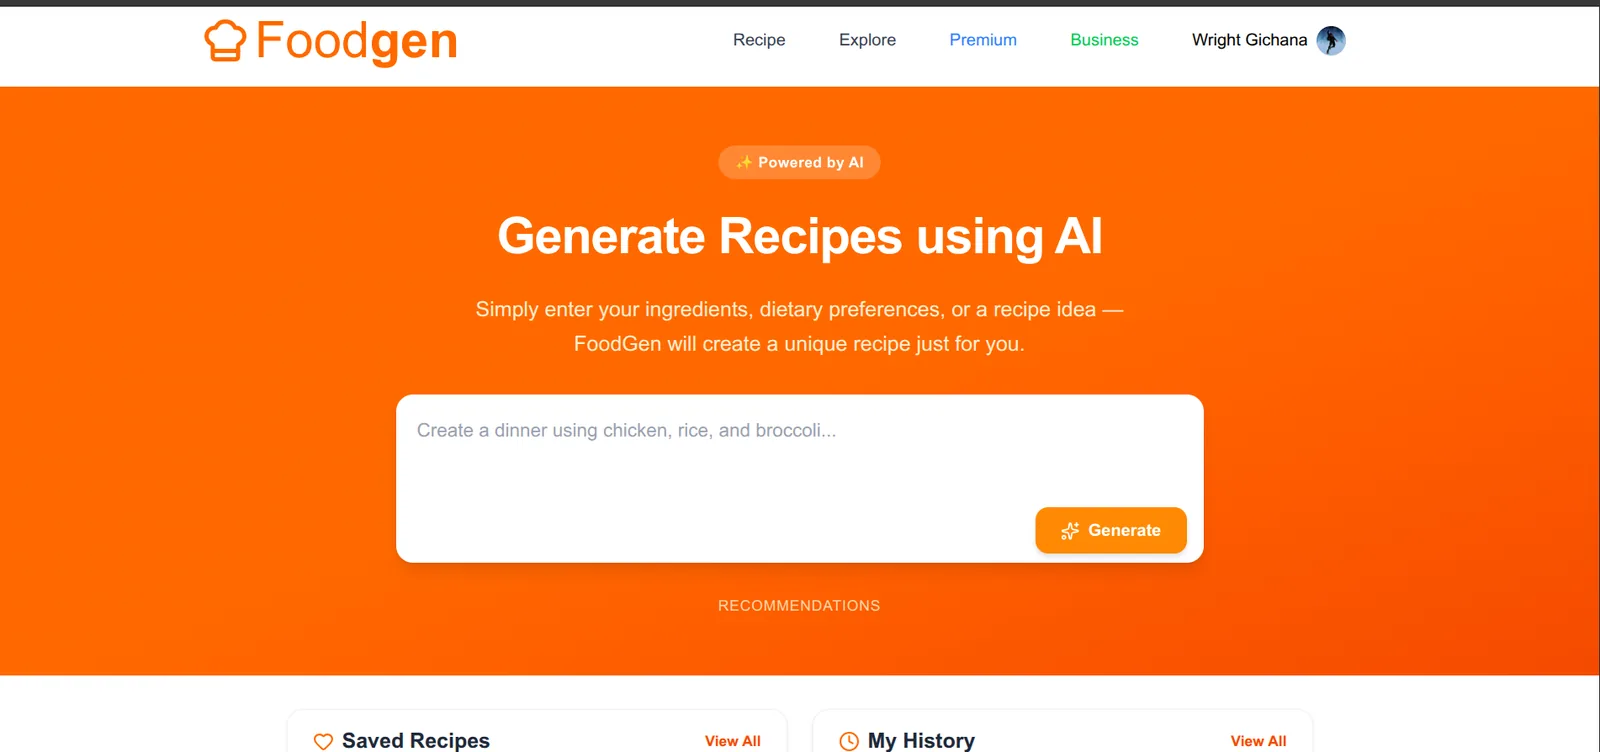 Foodgen
Recipe
Explore
Premium
Business
Wright Gichana
✨ Powered by AI
Generate Recipes using AI
Simply enter your ingredients, dietary preferences, or a recipe idea —
FoodGen will create a unique recipe just for you.
Create a dinner using chicken, rice, and broccoli...
Generate
RECOMMENDATIONS
Saved Recipes
View All
My History
View All